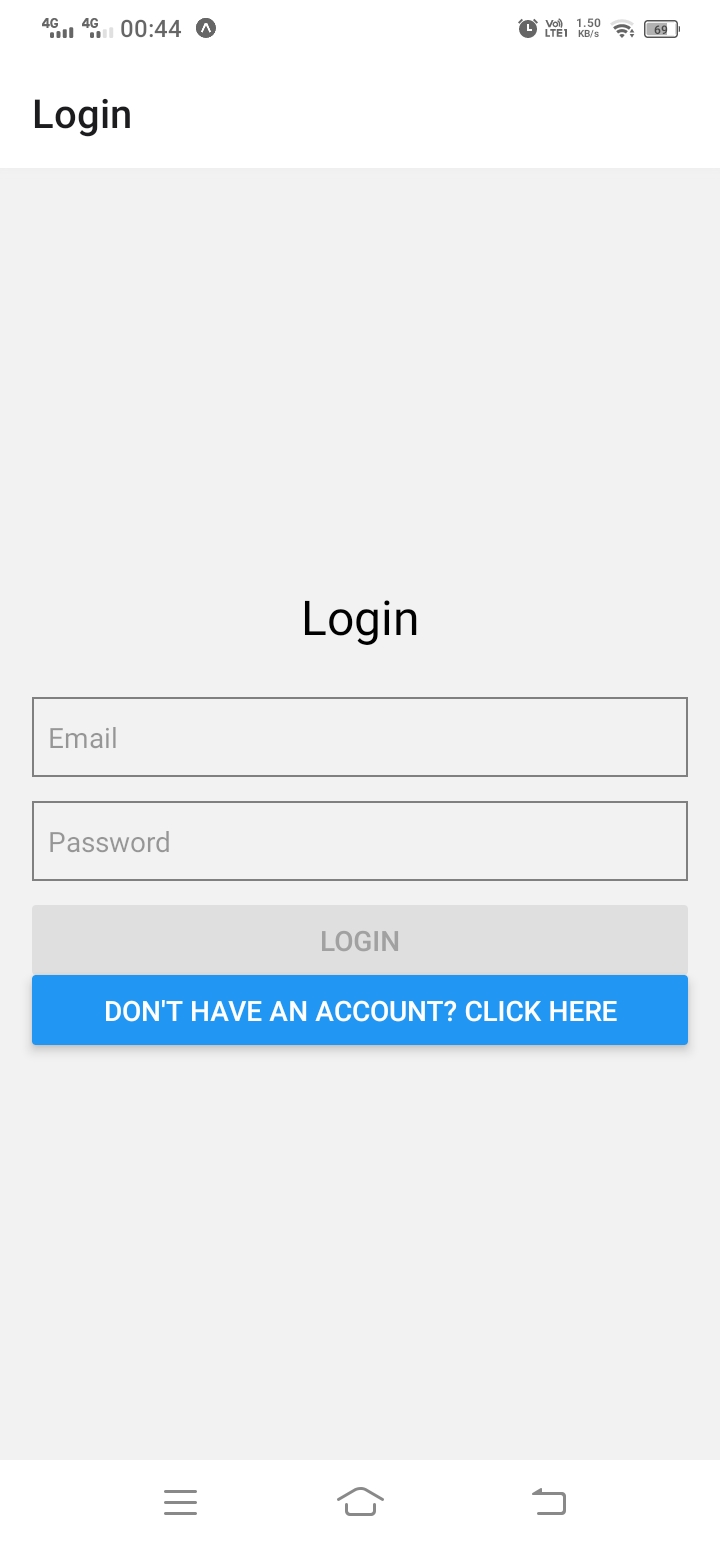 4G 4G 00:44 Vo) LTE1 1.50 KB/s 69
Login
Login
Email
Password
LOGIN
DON'T HAVE AN ACCOUNT? CLICK HERE